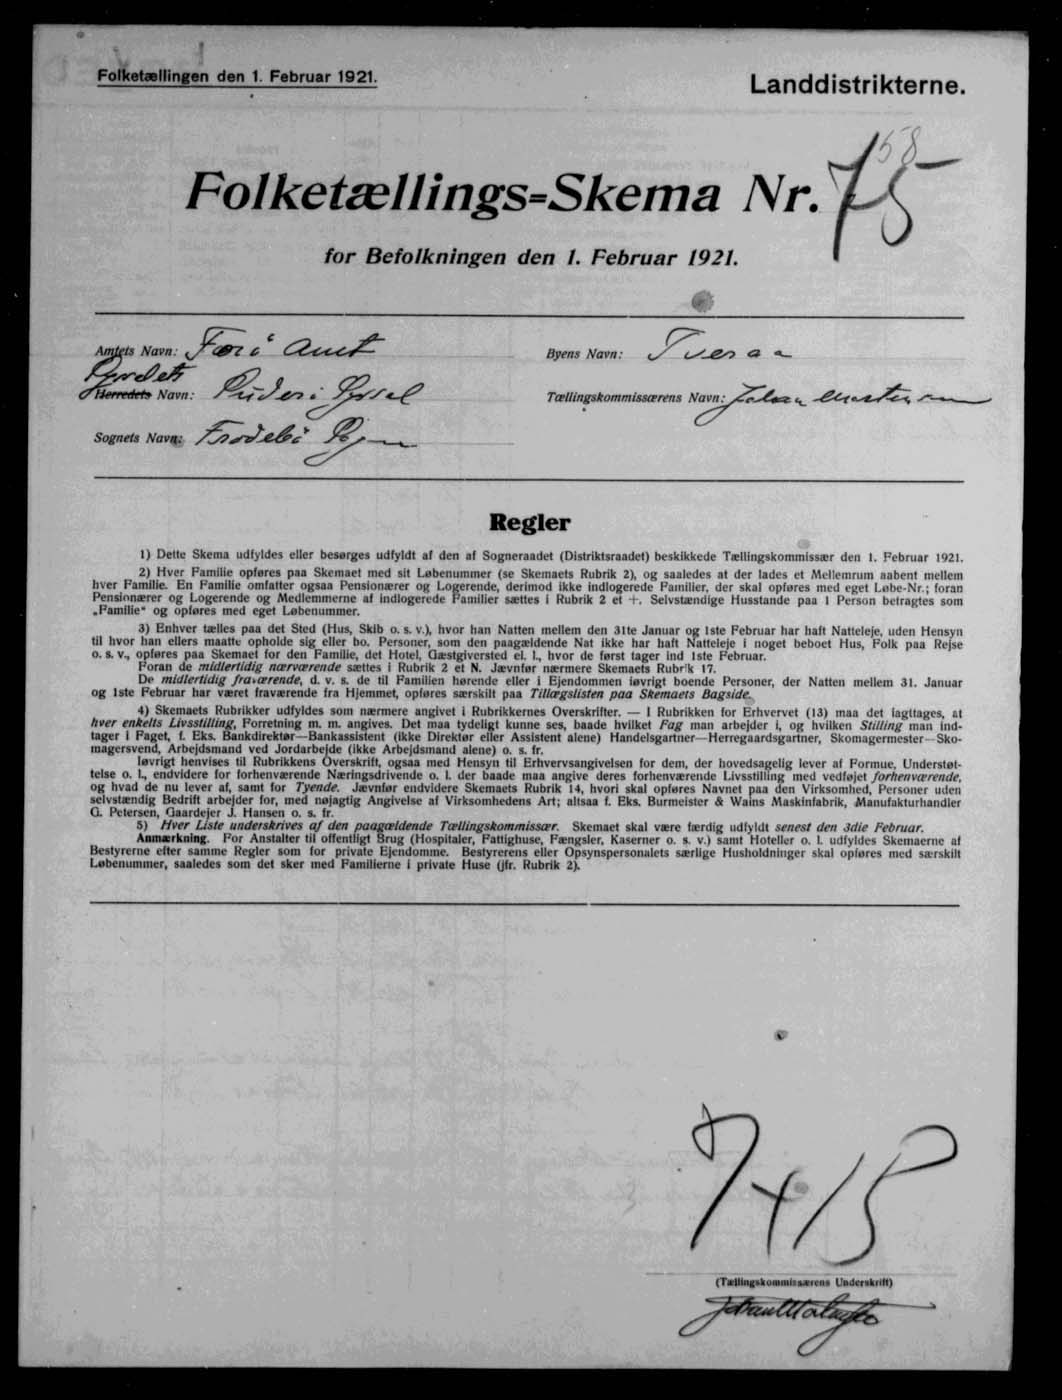 Folketællingen den 1. Februar 1921.
Landdistrikterne.
58
Folketællings=Skema Nr. 75
for Befolkningen den 1. Februar 1921.
Amtets Navn: Færö Amt
Byens Navn: Tveraa
Syssels
Herredets Navn: Suderö Syssel
Tællingskommissærens Navn: Johan Mortensen
Sognets Navn: Frodebö Sogn
Regler
1) Dette Skema udfyldes eller besørges udfyldt af den af Sogneraadet (Distriktsraadet) beskikkede Tællingskommissær den 1. Februar 1921.
2) Hver Familie opføres paa Skemaet med sit Løbenummer (se Skemaets Rubrik 2), og saaledes at der lades et Mellemrum aabent mellem
hver Familie. En Familie omfatter ogsaa Pensionærer og Logerende, derimod ikke indlogerede Familier, der skal opføres med eget Løbe-Nr.; foran
Pensionærer og Logerende og Medlemmerne af indlogerede Familier sættes i Rubrik 2 et +. Selvstændige Husstande paa 1 Person betragtes som
„Familie“ og opføres med eget Løbenummer.
3) Enhver tælles paa det Sted (Hus, Skib o. s. v.), hvor han Natten mellem den 31te Januar og 1ste Februar har haft Natteleje, uden Hensyn
til hvor han ellers maatte opholde sig eller bo. Personer, som den paagældende Nat ikke har haft Natteleje i noget beboet Hus, Folk paa Rejse
o. s. v., opføres paa Skemaet for den Familie, det Hotel, Gæstgiversted el. l., hvor de først tager ind 1ste Februar.
Foran de midlertidig nærværende sættes i Rubrik 2 et N. Jævnfør nærmere Skemaets Rubrik 17.
De midlertidig fraværende, d. v. s. de til Familien hørende eller i Ejendommen iøvrigt boende Personer, der Natten mellem 31. Januar
og 1ste Februar har været fraværende fra Hjemmet, opføres særskilt paa Tillægslisten paa Skemaets Bagside.
4) Skemaets Rubrikker udfyldes som nærmere angivet i Rubrikkernes Overskrifter. — I Rubrikken for Erhvervet (13) maa det iagttages, at
hver enkelts Livsstilling, Forretning m. m. angives. Det maa tydeligt kunne ses, baade hvilket Fag man arbejder i, og hvilken Stilling man ind-
tager i Faget, f. Eks. Bankdirektør—Bankassistent (ikke Direktør eller Assistent alene) Handelsgartner—Herregaardsgartner, Skomagermester—Sko-
magersvend, Arbejdsmand ved Jordarbejde (ikke Arbejdsmand alene) o. s. fr.
Iøvrigt henvises til Rubrikkens Overskrift, ogsaa med Hensyn til Erhvervsangivelsen for dem, der hovedsagelig lever af Formue, Understøt-
telse o. l., endvidere for forhenværende Næringsdrivende o. l. der baade maa angive deres forhenværende Livsstilling med vedføjet forhenværende,
og hvad de nu lever af, samt for Tyende. Jævnfør endvidere Skemaets Rubrik 14, hvori skal opføres Navnet paa den Virksomhed, Personer uden
selvstændig Bedrift arbejder for, med nøjagtig Angivelse af Virksomhedens Art; altsaa f. Eks. Burmeister & Wains Maskinfabrik, Manufakturhandler
G. Petersen, Gaardejer J. Hansen o. s. fr.
5) Hver Liste underskrives af den paagældende Tællingskommissær. Skemaet skal være færdig udfyldt senest den 3die Februar.
Anmærkning. For Anstalter til offentligt Brug (Hospitaler, Fattighuse, Fængsler, Kaserner o. s. v.) samt Hoteller o. l. udfyldes Skemaerne af
Bestyrerne efter samme Regler som for private Ejendomme. Bestyrerens eller Opsynspersonalets særlige Husholdninger skal opføres med særskilt
Løbenummer, saaledes som det sker med Familierne i private Huse (jfr. Rubrik 2).
(Tællingskommissærens Underskrift)